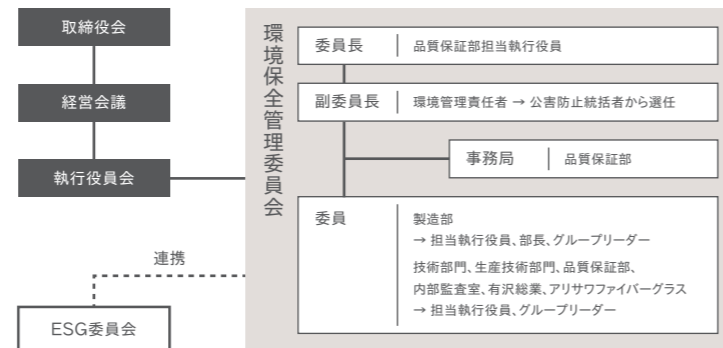 取締役会
経営会議
執行役員会
連携
ESG委員会
環境保全管理委員会
委員長
品質保証部担当執行役員
副委員長
環境管理責任者 → 公害防止統括者から選任
事務局
品質保証部
委員
製造部
→ 担当執行役員、部長、グループリーダー
技術部門、生産技術部門、品質保証部、
内部監査室、有沢総業、アリサワファイバーグラス
→ 担当執行役員、グループリーダー